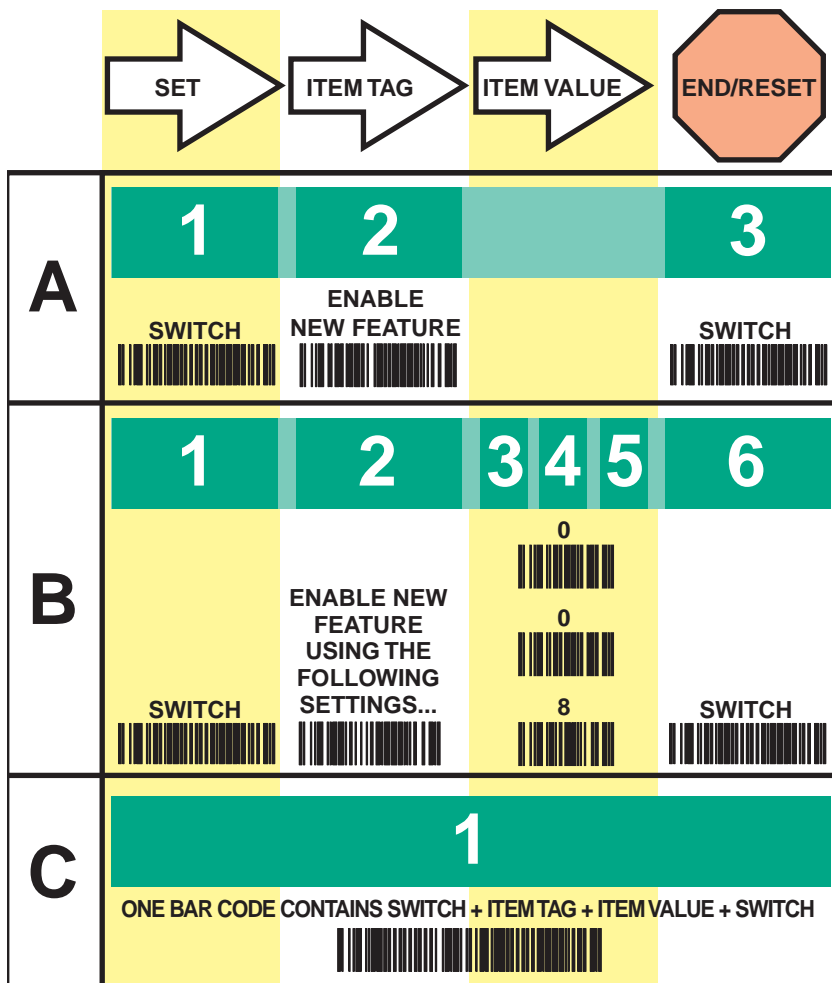 SET
ITEM TAG
ITEM VALUE
END/RESET
A
1
2
3
SWITCH
ENABLE
NEW FEATURE
SWITCH
B
1
2
3
4
5
6
SWITCH
ENABLE NEW
FEATURE
USING THE
FOLLOWING
SETTINGS...
0
0
8
SWITCH
C
1
ONE BAR CODE CONTAINS SWITCH + ITEM TAG + ITEM VALUE + SWITCH